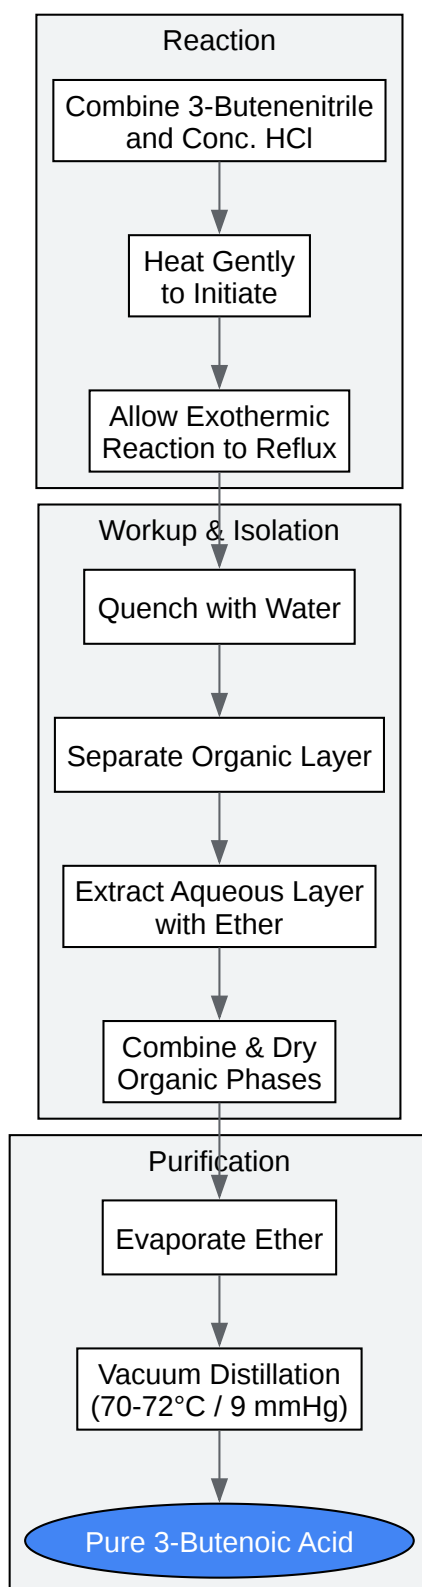 Reaction
Combine 3-Butenenitrile
and Conc. HCl
Heat Gently
to Initiate
Allow Exothermic
Reaction to Reflux
Workup & Isolation
Quench with Water
Separate Organic Layer
Extract Aqueous Layer
with Ether
Combine & Dry
Organic Phases
Purification
Evaporate Ether
Vacuum Distillation
(70-72°C / 9 mmHg)
Pure 3-Butenoic Acid